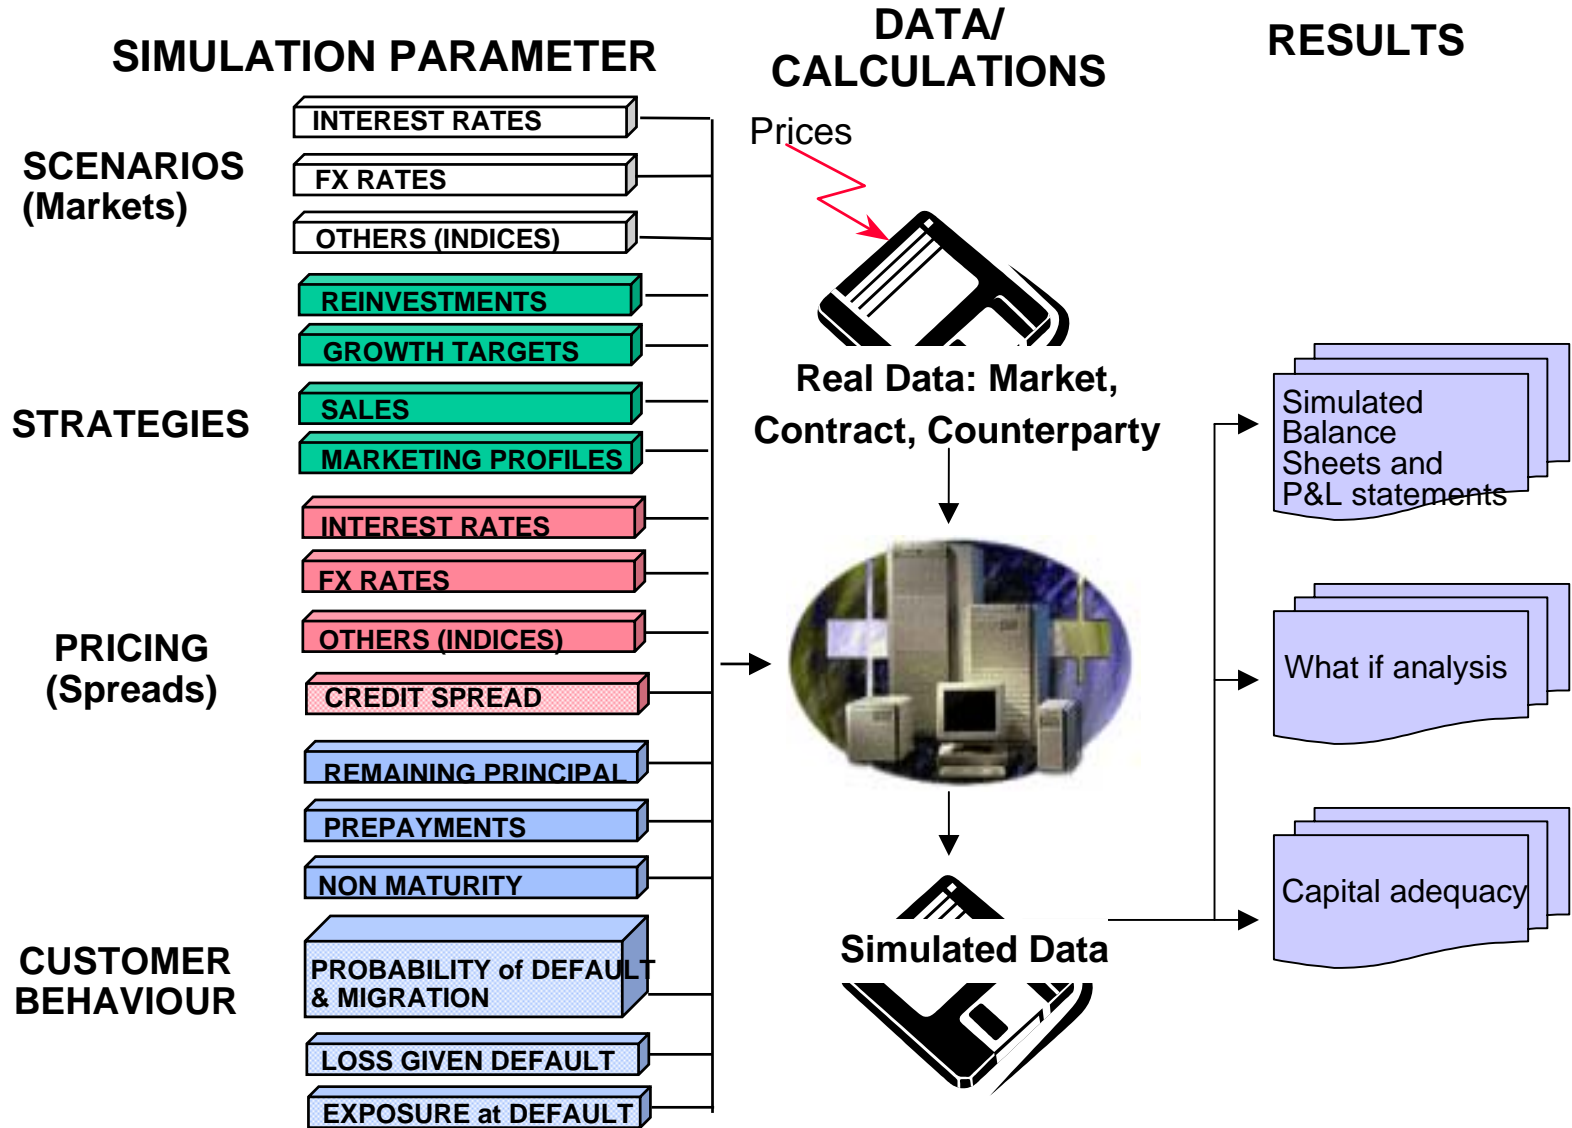 SIMULATION PARAMETER
DATA/
CALCULATIONS
RESULTS
SCENARIOS
(Markets)
INTEREST RATES
FX RATES
OTHERS (INDICES)
STRATEGIES
REINVESTMENTS
GROWTH TARGETS
SALES
MARKETING PROFILES
PRICING
(Spreads)
INTEREST RATES
FX RATES
OTHERS (INDICES)
CREDIT SPREAD
CUSTOMER
BEHAVIOUR
REMAINING PRINCIPAL
PREPAYMENTS
NON MATURITY
PROBABILITY of DEFAULT
& MIGRATION
LOSS GIVEN DEFAULT
EXPOSURE at DEFAULT
Prices
Real Data: Market,
Contract, Counterparty
Simulated Data
Simulated
Balance
Sheets and
P&L statements
What if analysis
Capital adequacy